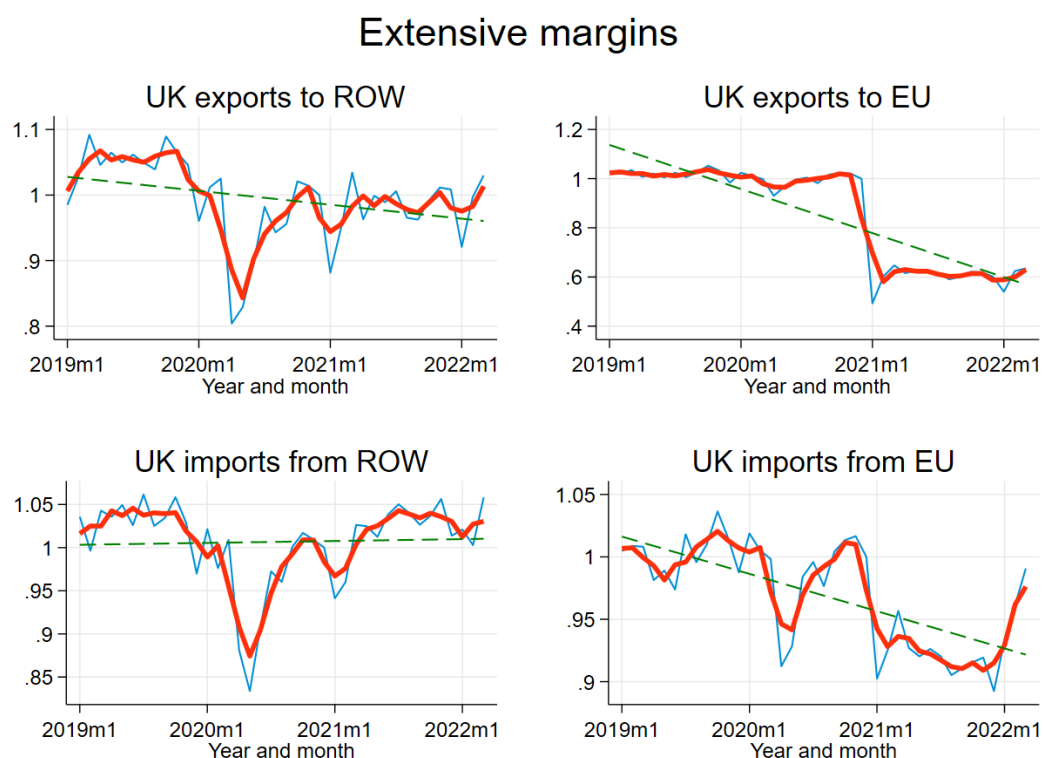 Extensive margins
UK exports to ROW
1.1
1
.9
.8
2019m1 2020m1 2021m1 2022m1
Year and month
UK exports to EU
1.2
1
.8
.6
.4
2019m1 2020m1 2021m1 2022m1
Year and month
UK imports from ROW
1.05
1
.95
.9
.85
2019m1 2020m1 2021m1 2022m1
Year and month
UK imports from EU
1.05
1
.95
.9
2019m1 2020m1 2021m1 2022m1
Year and month